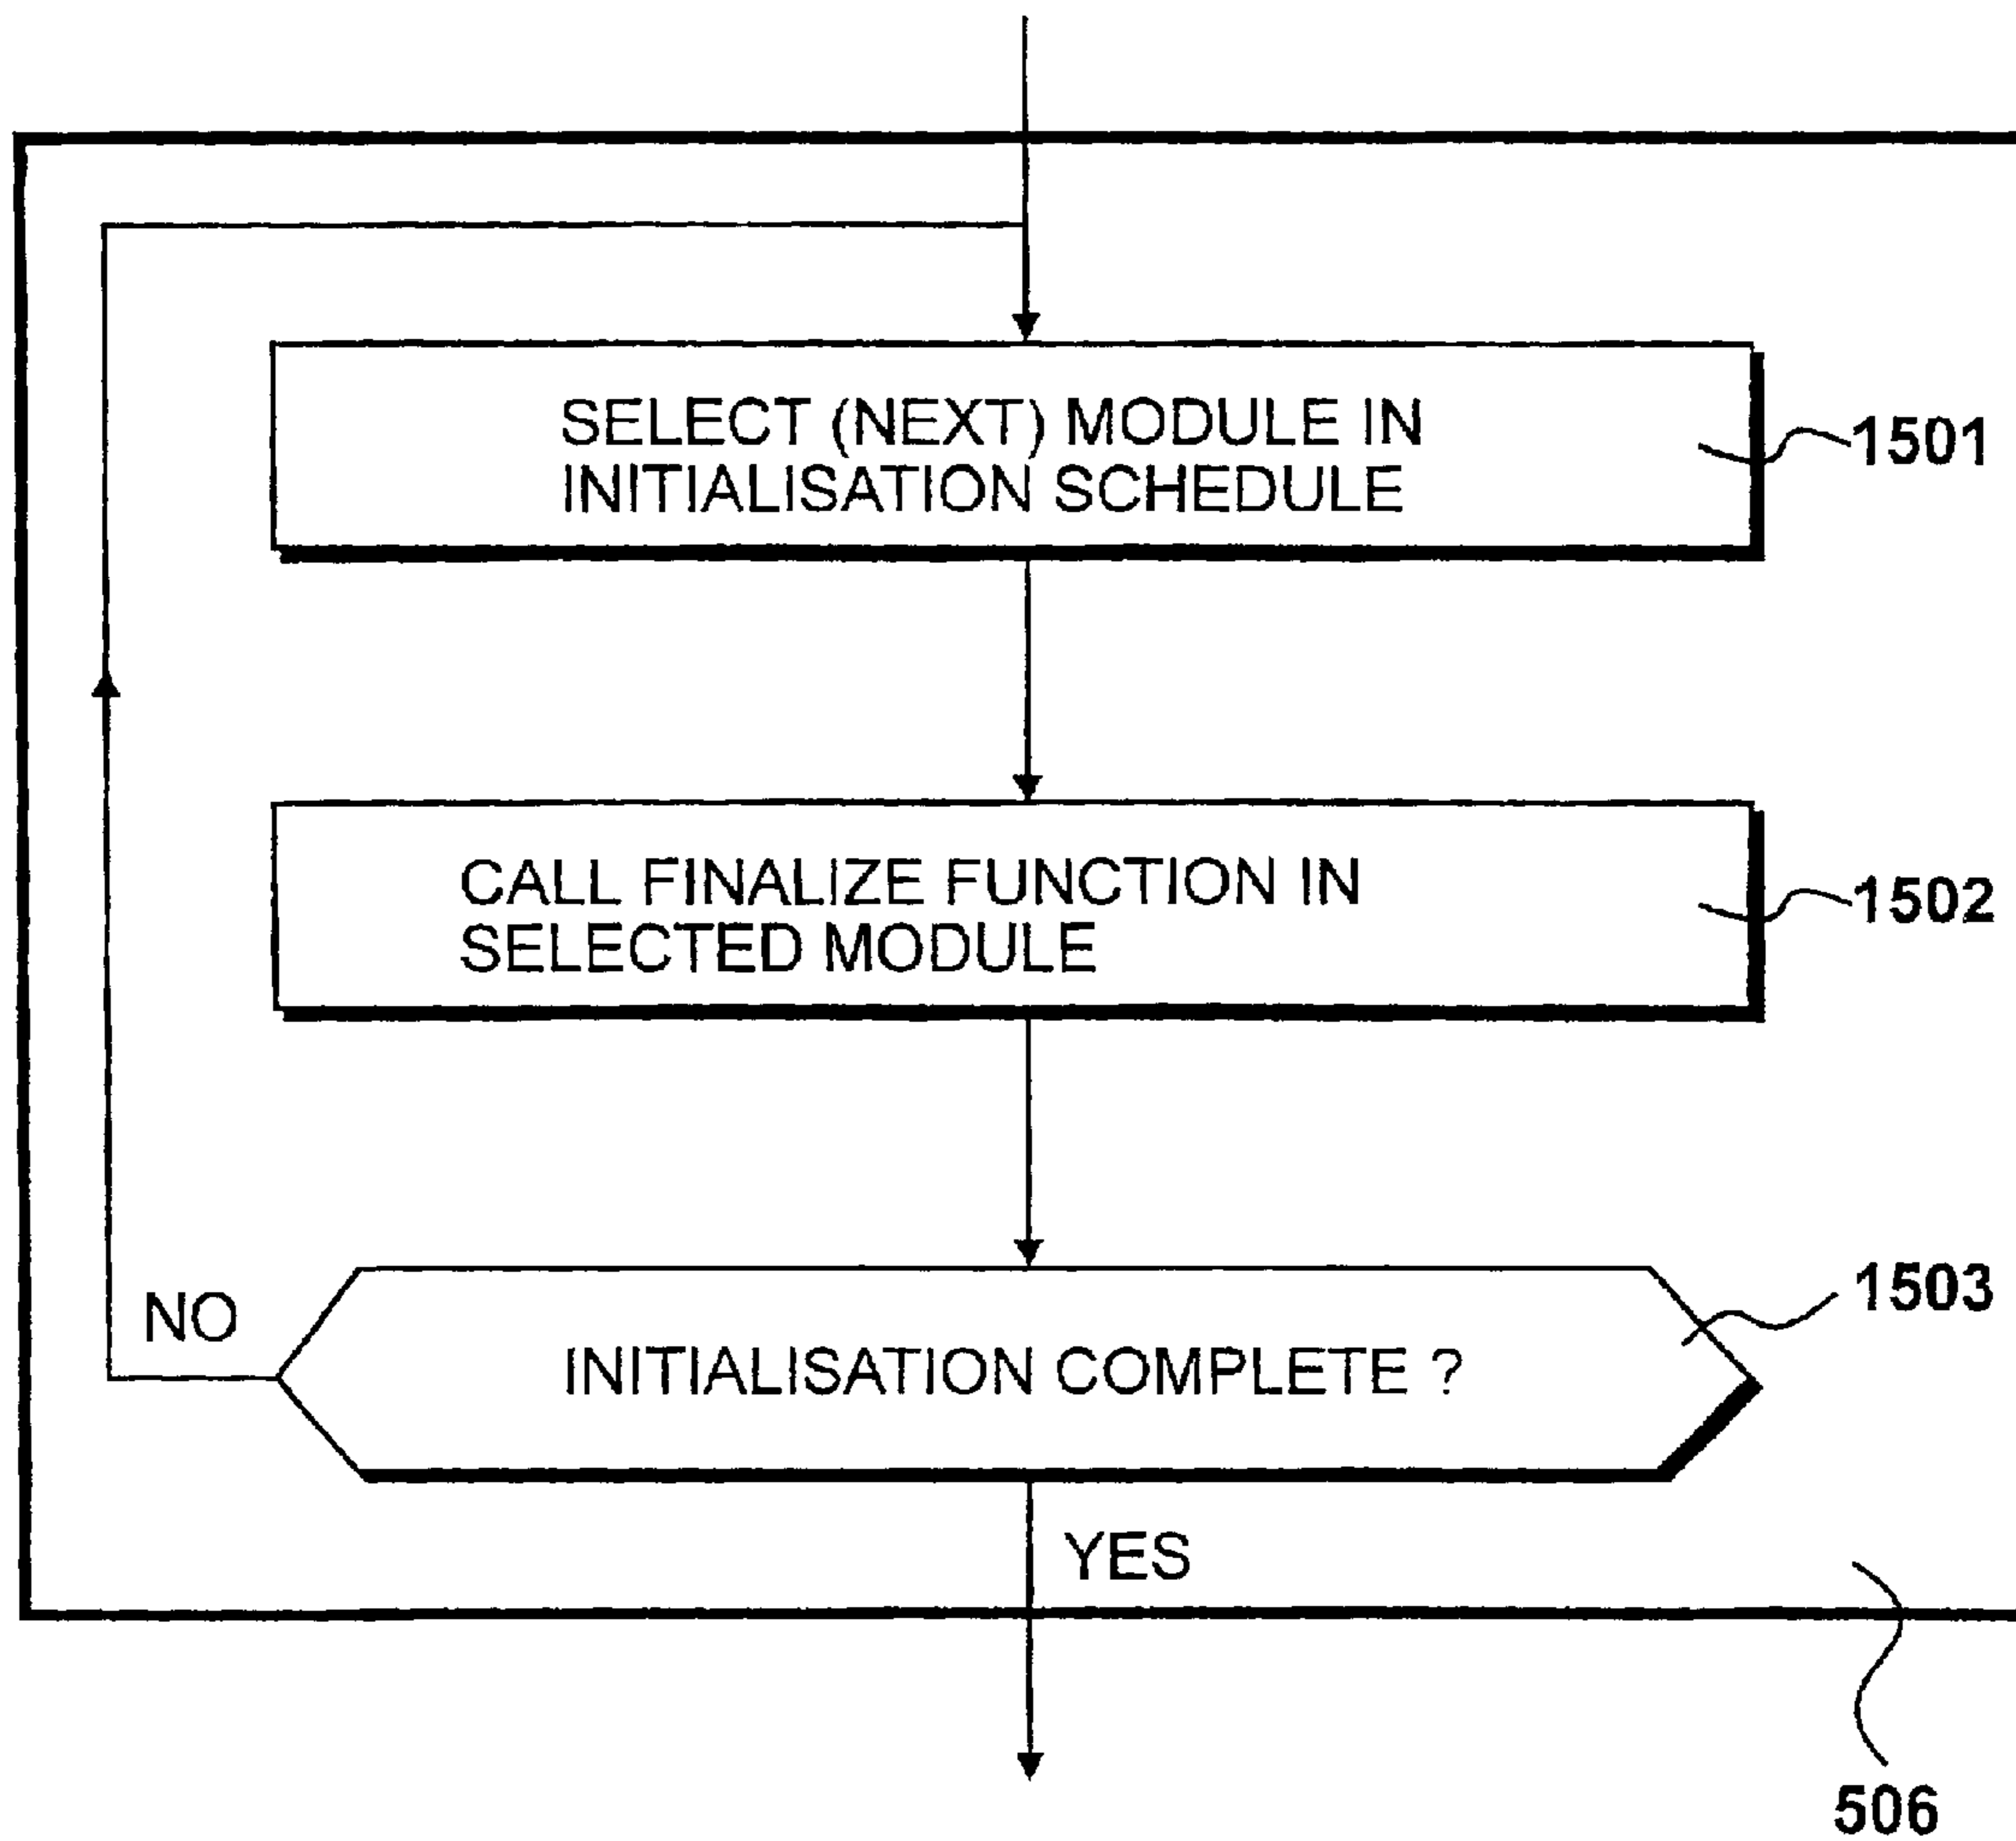 SELECT (NEXT) MODULE IN
INITIALISATION SCHEDULE
1501
CALL FINALIZE FUNCTION IN
SELECTED MODULE
1502
1503
NO
INITIALISATION COMPLETE ?
YES
506